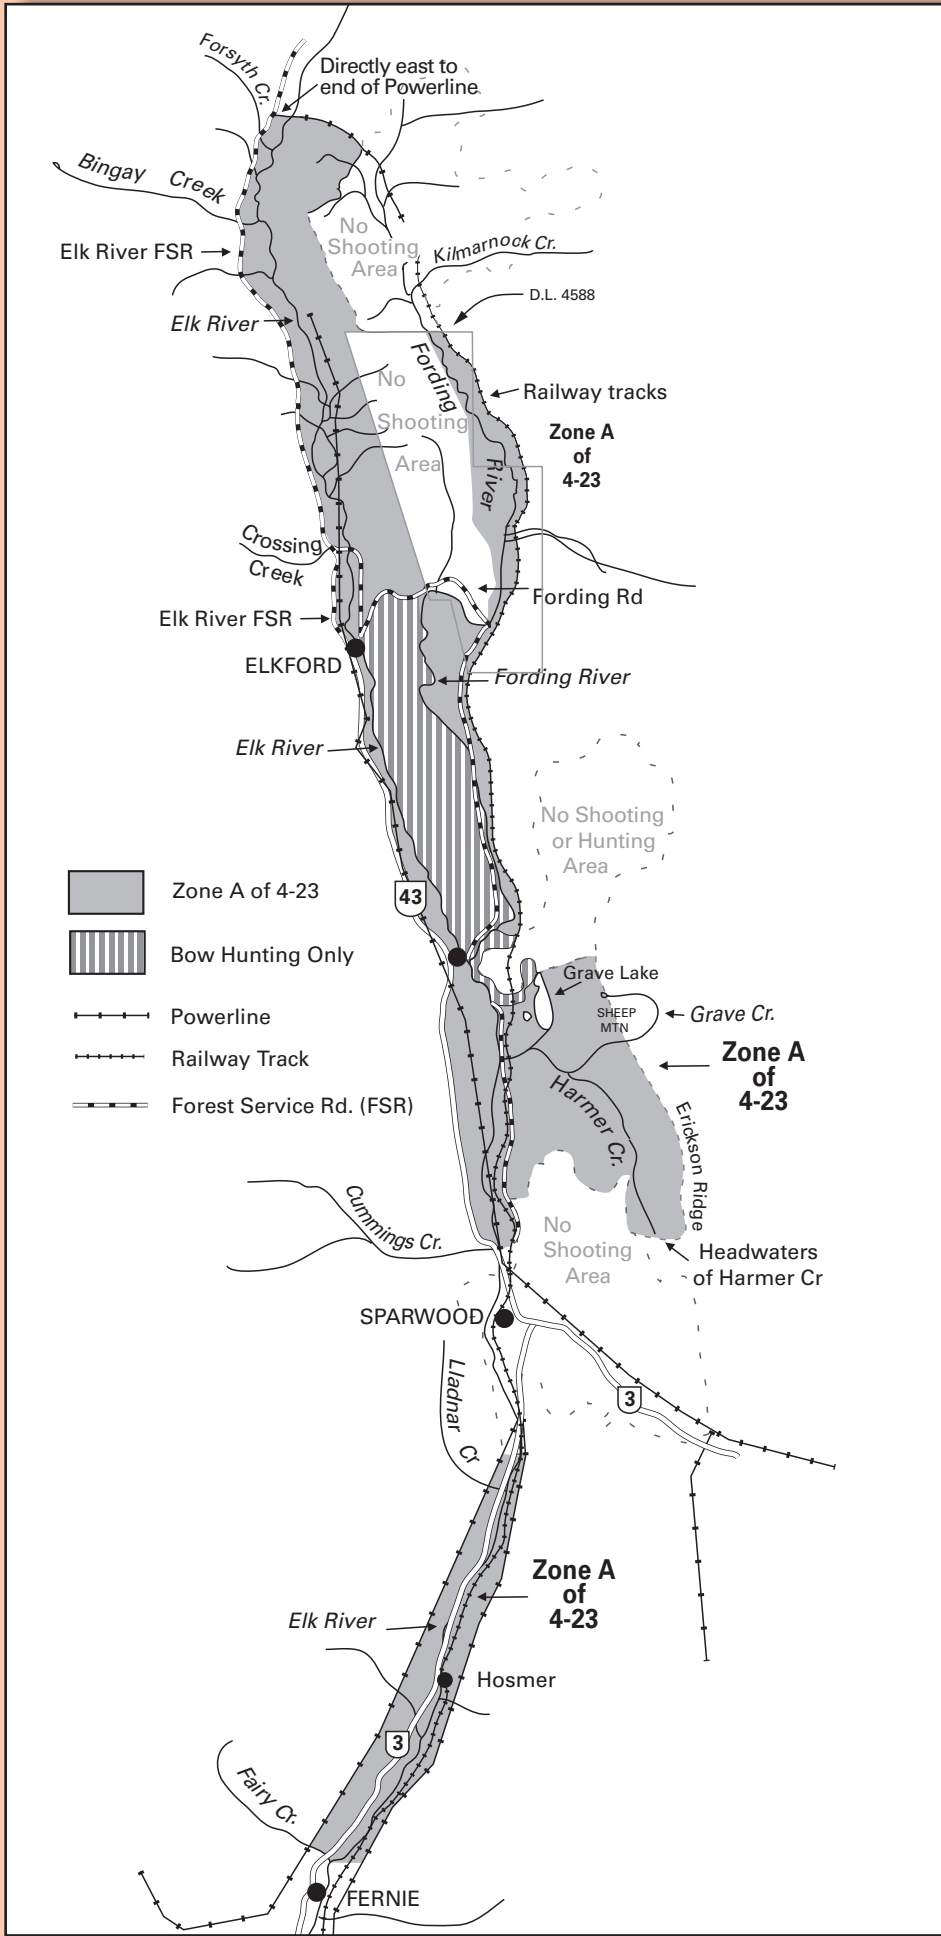 Forsyth Cr.
Directly east to
end of Powerline
Bingay Creek
No
Shooting
Area
Elk River FSR
Kilmarnock Cr.
D.L. 4588
Elk River
Fording
River
No
Shooting
Area
Railway tracks
Zone A
of
4-23
Crossing
Creek
Fording Rd
Elk River FSR
ELKFORD
Fording River
Elk River
No Shooting
or Hunting
Area
Zone A of 4-23
43
Bow Hunting Only
Grave Lake
SHEEP
MTN
Grave Cr.
Powerline
Zone A
of
4-23
Railway Track
Harmer Cr.
Forest Service Rd. (FSR)
Erickson Ridge
Cummings Cr.
No
Shooting
Area
Headwaters
of Harmer Cr
SPARWOOD
Lladnar Cr
3
Zone A
of
4-23
Elk River
Hosmer
3
Fairy Cr.
FERNIE